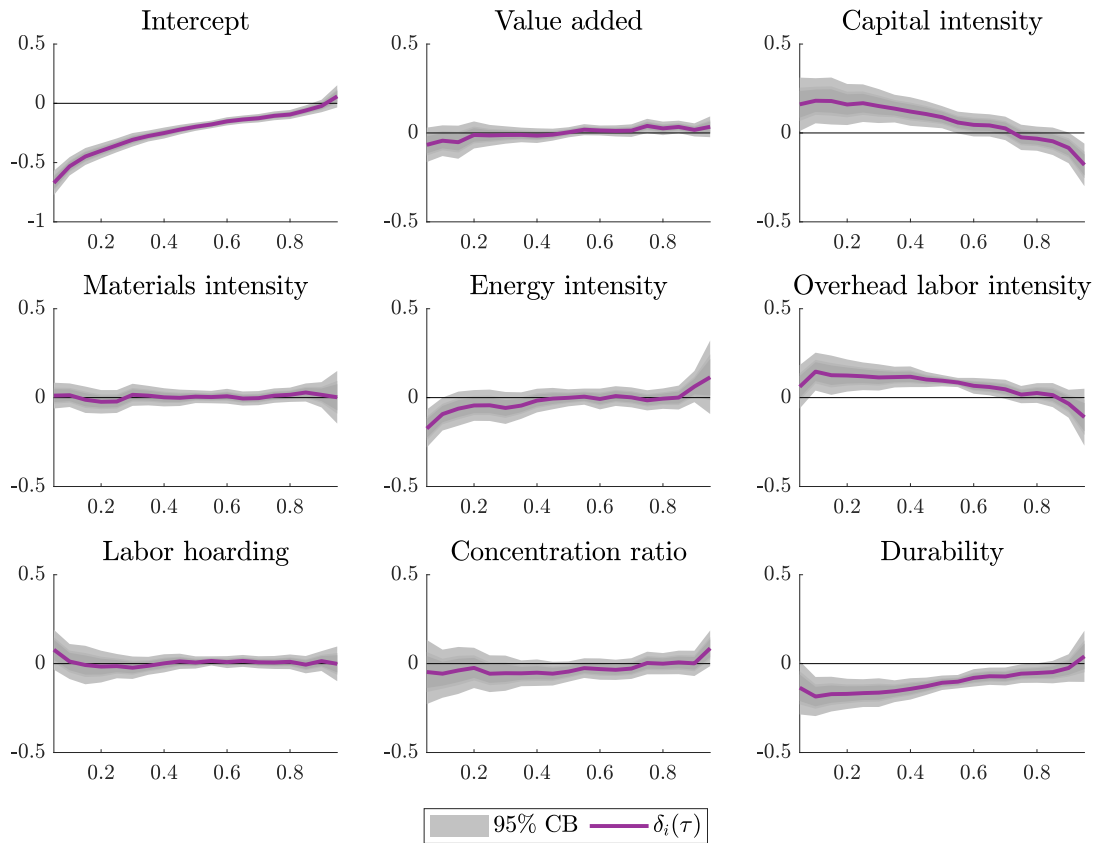 Intercept
0.5
0
-0.5
-1
0.2 0.4 0.6 0.8
Value added
0.5
0
-0.5
0.2 0.4 0.6 0.8
Capital intensity
0.5
0
-0.5
0.2 0.4 0.6 0.8
Materials intensity
0.5
0
-0.5
0.2 0.4 0.6 0.8
Energy intensity
0.5
0
-0.5
0.2 0.4 0.6 0.8
Overhead labor intensity
0.5
0
-0.5
0.2 0.4 0.6 0.8
Labor hoarding
0.5
0
-0.5
0.2 0.4 0.6 0.8
Concentration ratio
0.5
0
-0.5
0.2 0.4 0.6 0.8
Durability
0.5
0
-0.5
0.2 0.4 0.6 0.8
95% CB δᵢ(τ)